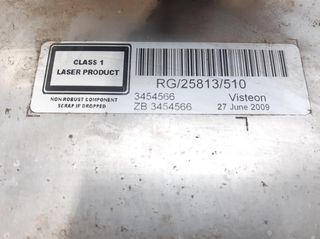 CLASS 1
LASER PRODUCT
NON ROBUST COMPONENT
SCRAP IF DROPPED
RG/25813/510
3454566 Visteon
ZB 3454566 27 June 2009